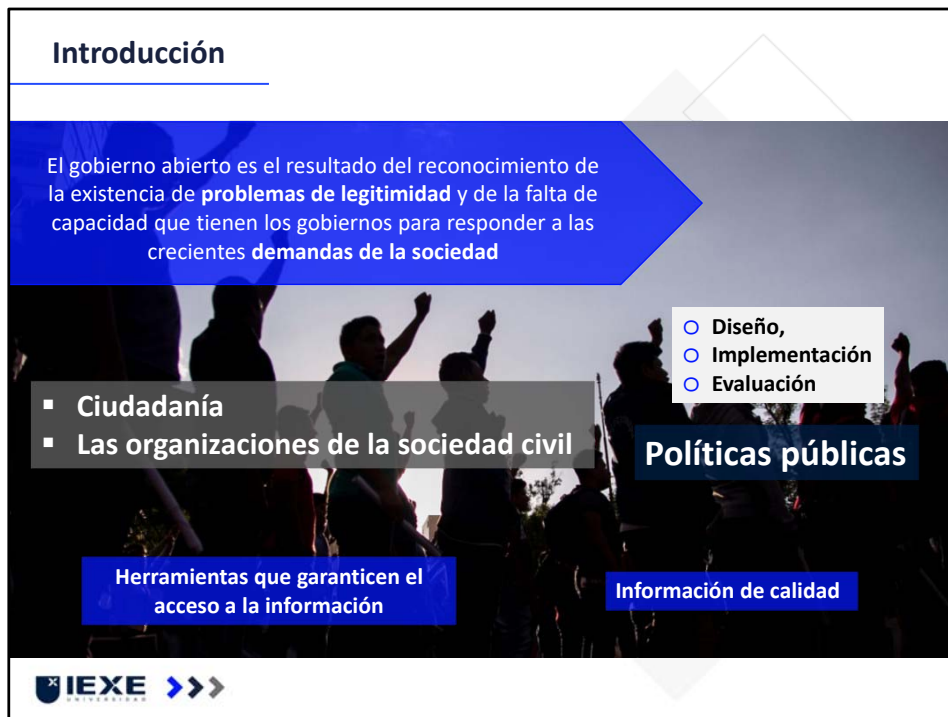 Introducción
El gobierno abierto es el resultado del reconocimiento de
la existencia de problemas de legitimidad y de la falta de
capacidad que tienen los gobiernos para responder a las
crecientes demandas de la sociedad
Diseño,
Implementación
Evaluación
Ciudadanía
Las organizaciones de la sociedad civil
Políticas públicas
Herramientas que garanticen el
acceso a la información
Información de calidad
IEXE
UNIVERSIDAD